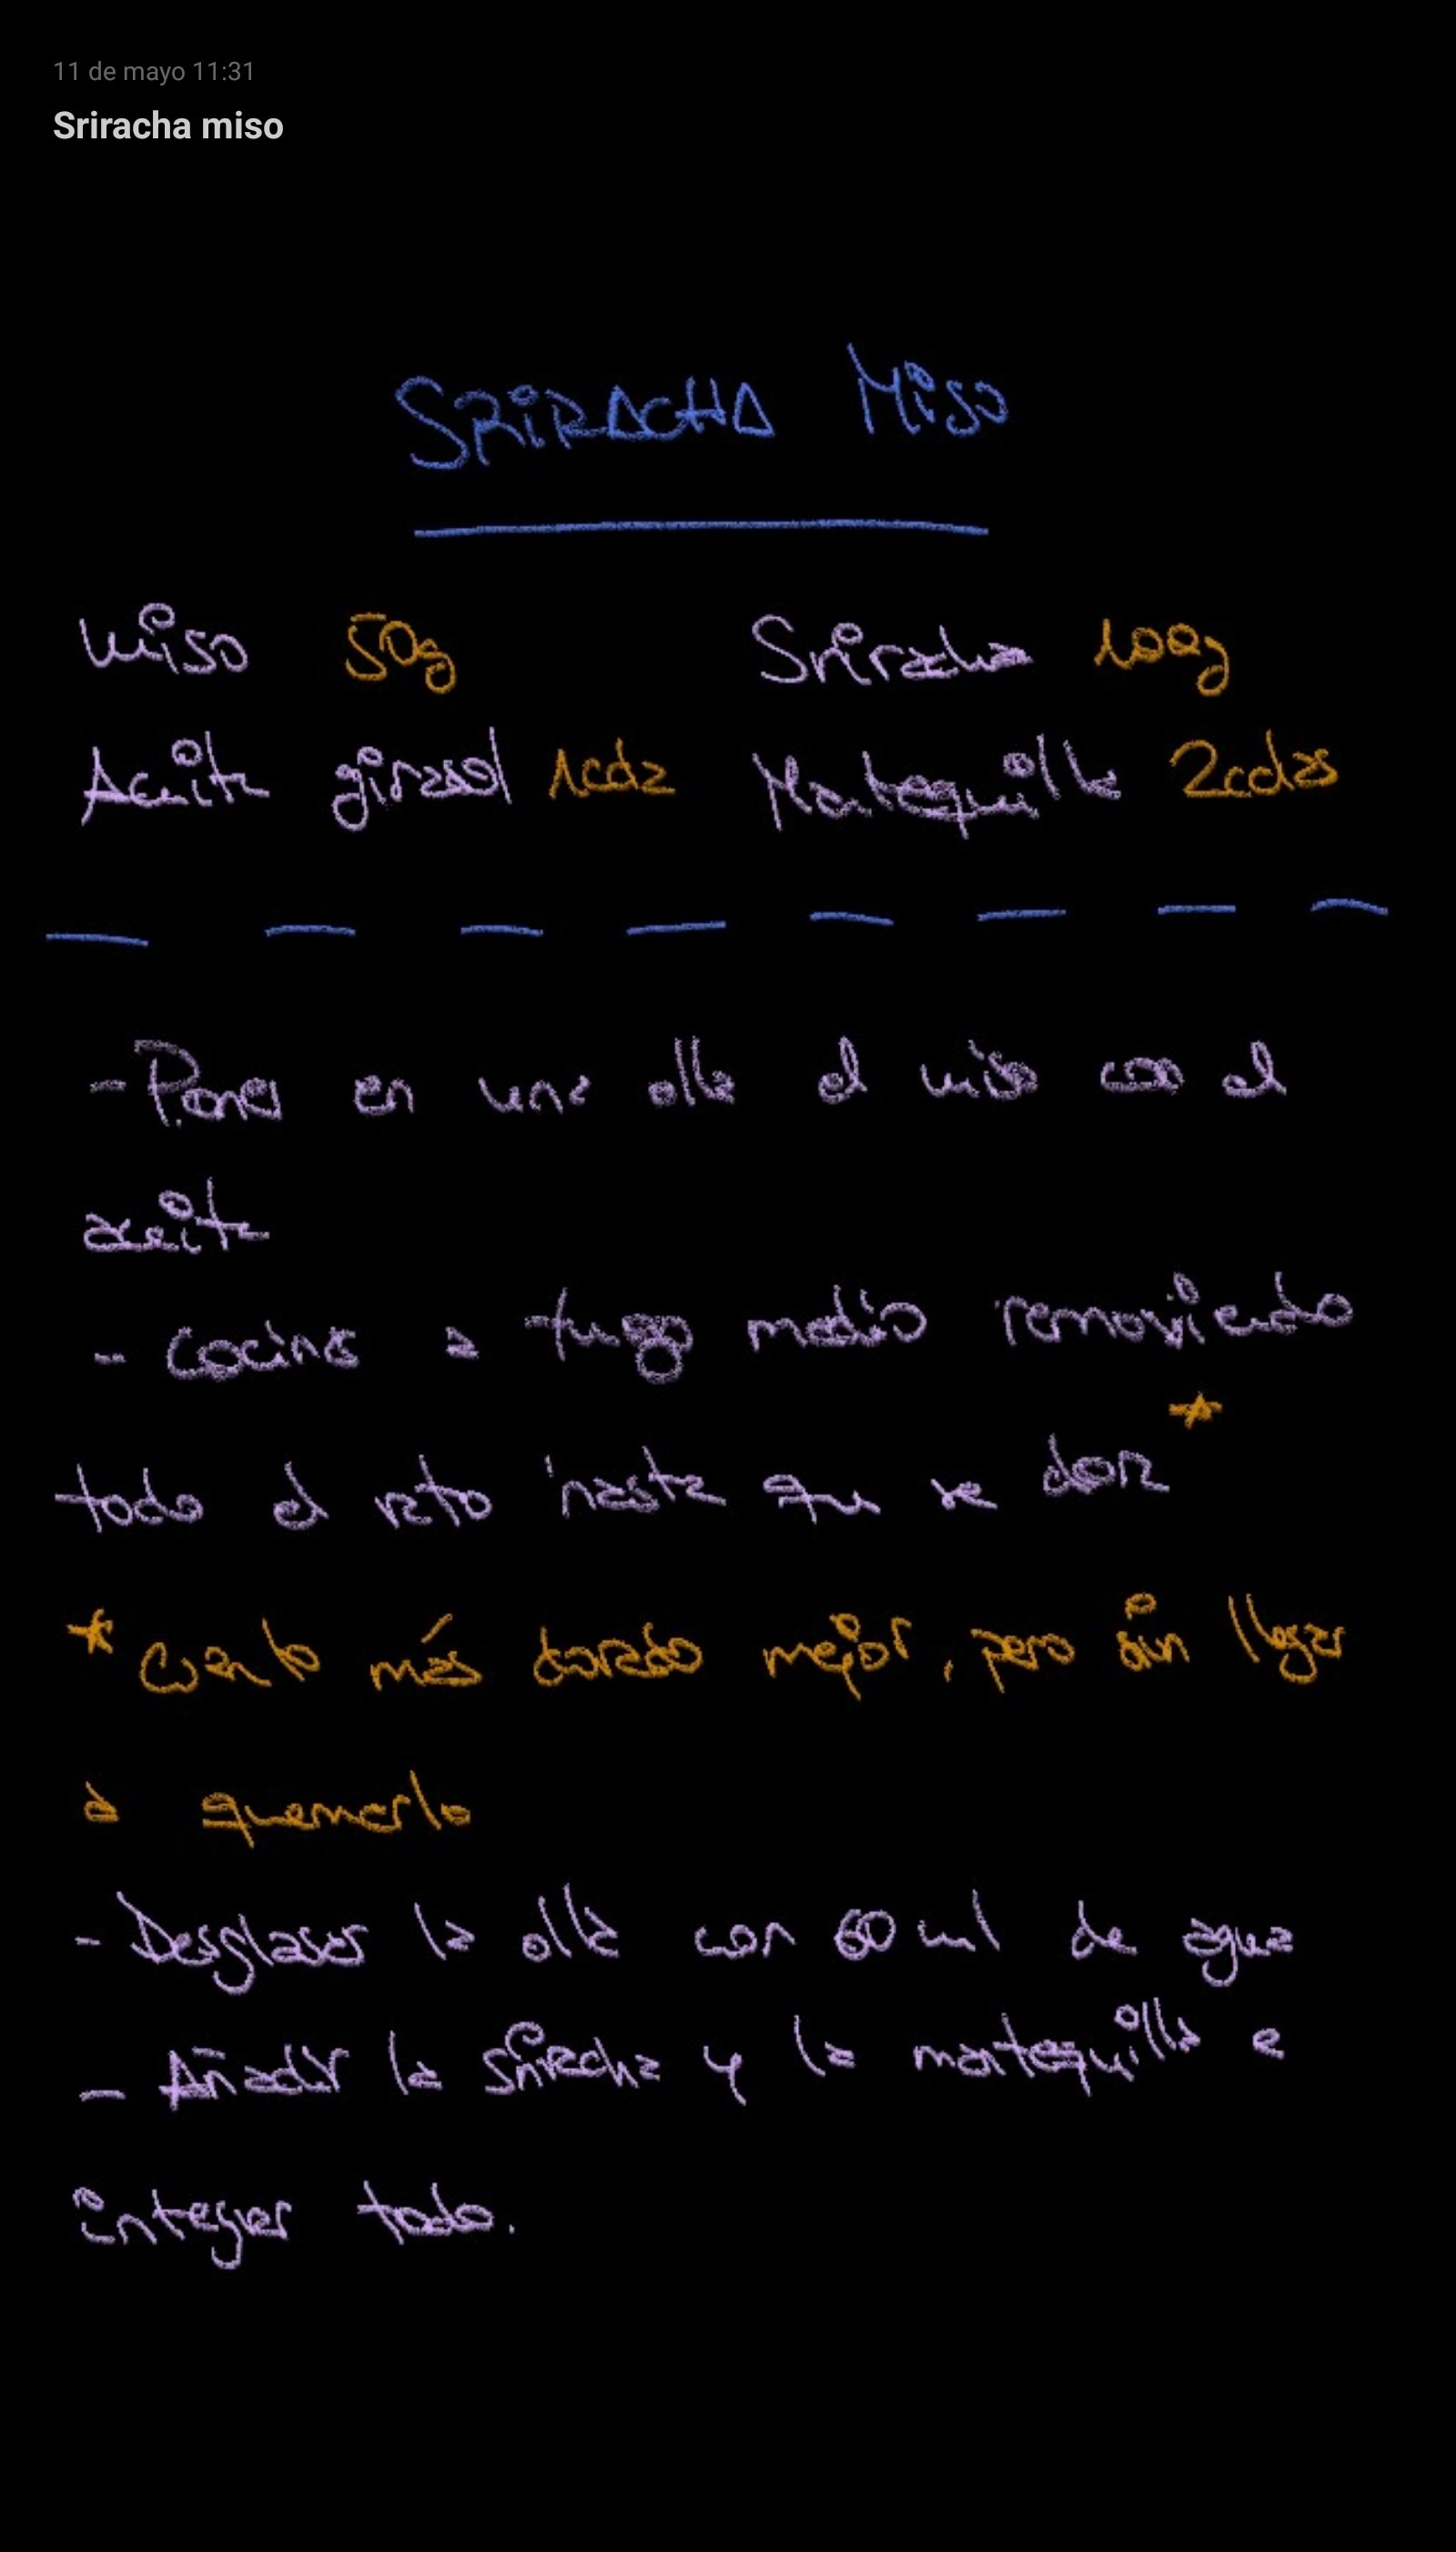 11 de mayo 11:31
Sriracha miso
SRiRACHA MiSO
Miso 50g Sriracha 100g
Aceite girasol 1cda Mantequilla 2cdas
- Poner en una olla el miso con el
aceite
- Cocinar a fuego medio removiendo
todo el rato hasta que se dore *
* Cuanto más dorado mejor, pero sin llegar
a quemarlo
- Desglasar la olla con 60 ml de agua
- Añadir la sriracha y la mantequilla e
integrar todo.